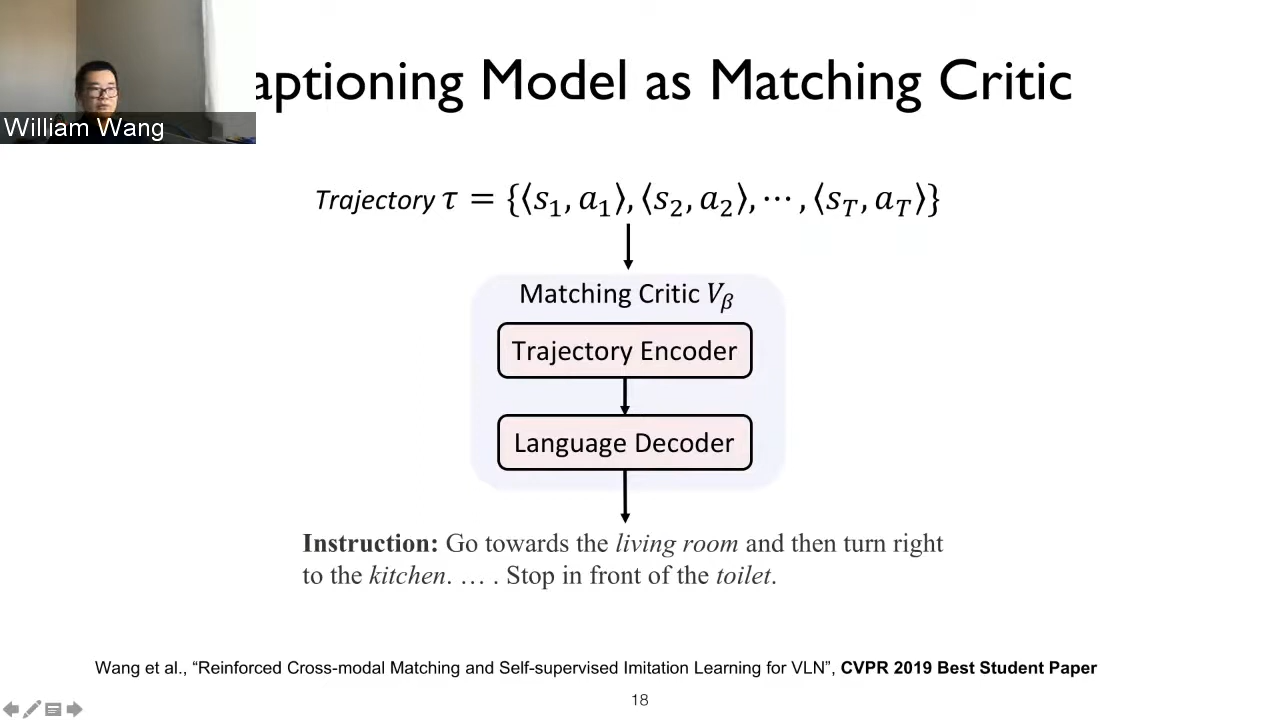 aptioning Model as Matching Critic
William Wang
Trajectory τ = {⟨s₁, a₁⟩, ⟨s₂, a₂⟩, ⋯ , ⟨s_T, a_T⟩}
Matching Critic V_β
Trajectory Encoder
Language Decoder
Instruction: Go towards the living room and then turn right
to the kitchen. … . Stop in front of the toilet.
Wang et al., “Reinforced Cross-modal Matching and Self-supervised Imitation Learning for VLN”, CVPR 2019 Best Student Paper
18